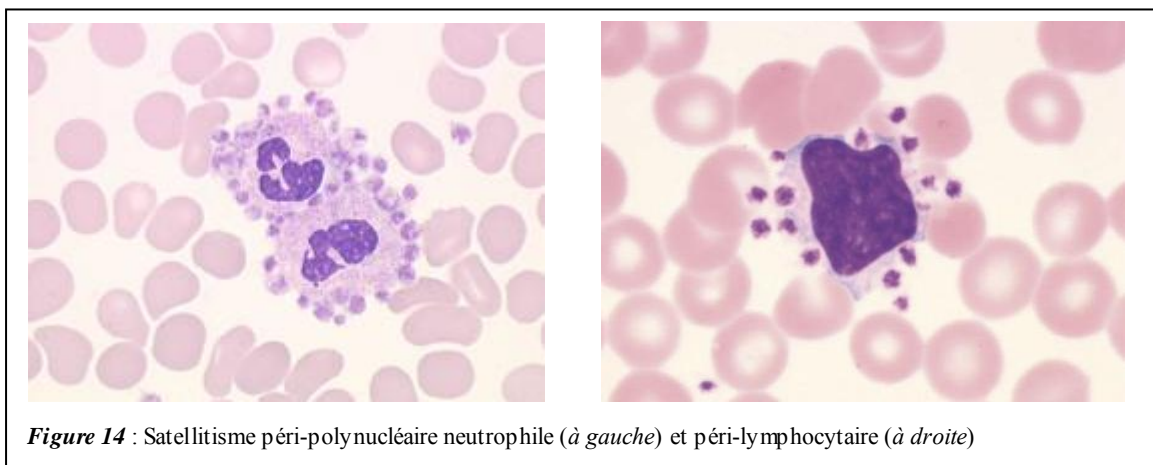 Figure 14 : Satellitisme péri-polynucléaire neutrophile (à gauche) et péri-lymphocytaire (à droite)